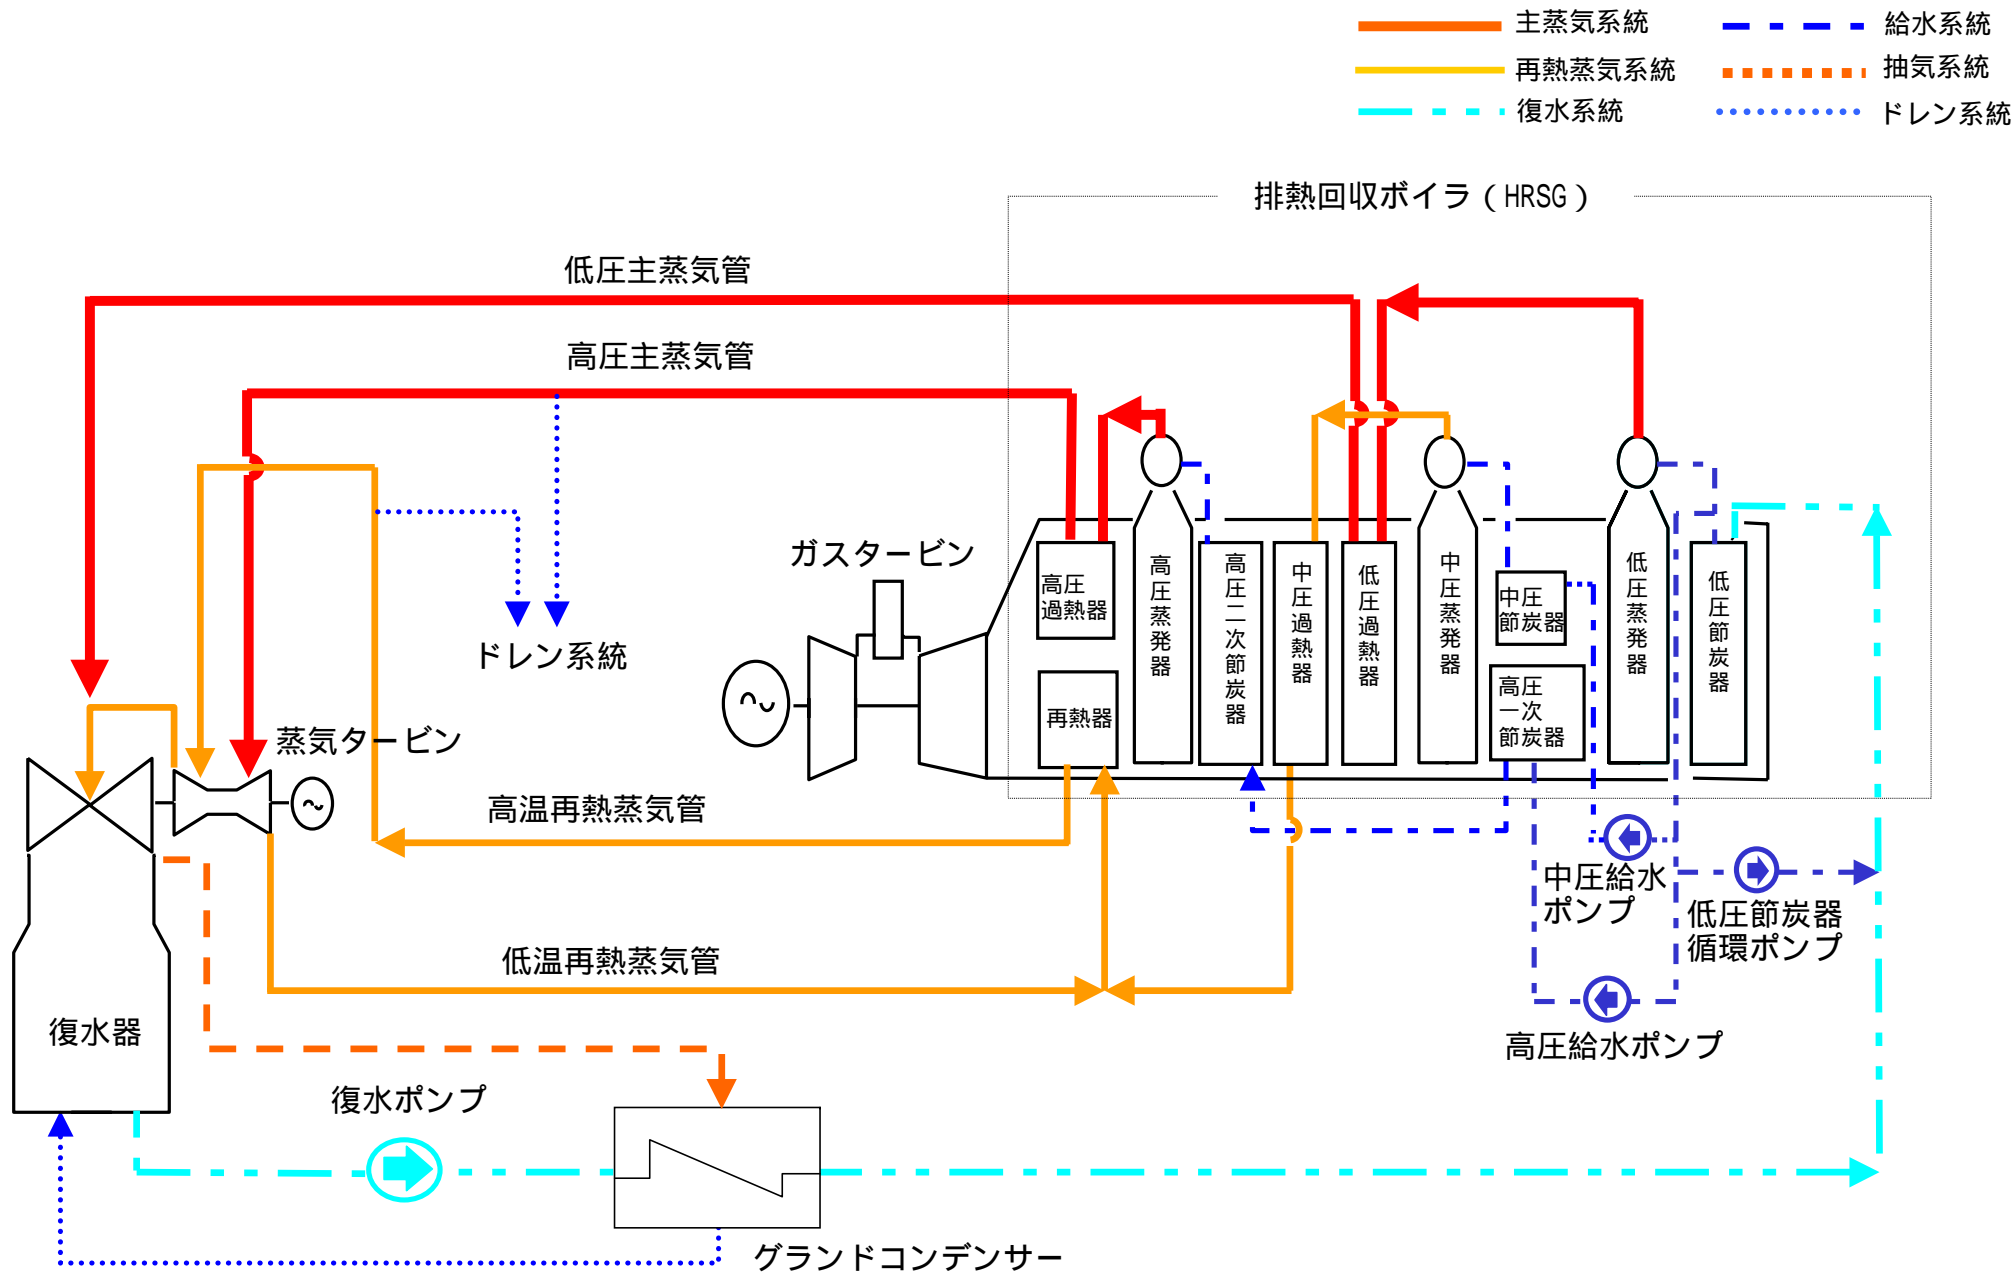 主蒸気系統
給水系統
再熱蒸気系統
抽気系統
復水系統
ドレン系統
排熱回収ボイラ(HRSG)
低圧主蒸気管
高圧主蒸気管
ガスタービン
高圧
過熱器
再熱器
高圧蒸発器
高圧二次節炭器
中圧過熱器
低圧過熱器
中圧蒸発器
中圧
節炭器
高圧
一次
節炭器
低圧蒸発器
低圧節炭器
ドレン系統
蒸気タービン
高温再熱蒸気管
中圧給水
ポンプ
低圧節炭器
循環ポンプ
低温再熱蒸気管
復水器
高圧給水ポンプ
復水ポンプ
グランドコンデンサー